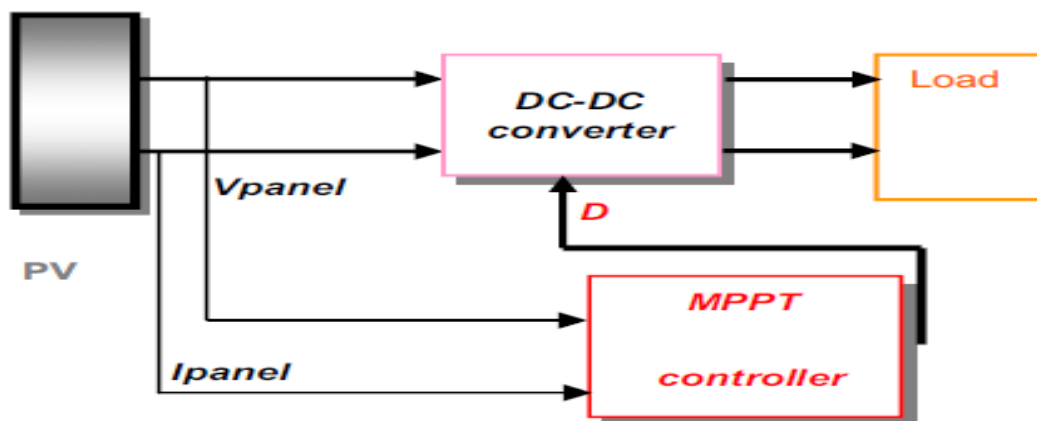 DC-DC
converter
Load
Vpanel
D
PV
MPPT
controller
Ipanel